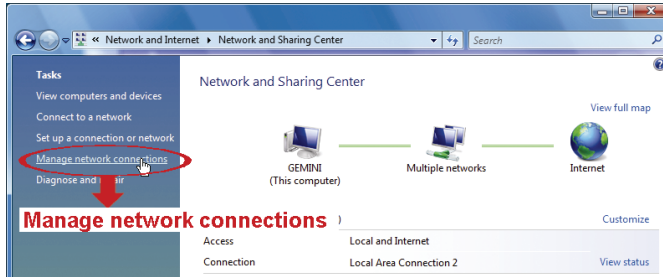 « Network and Internet ▸ Network and Sharing Center
Search
Tasks
View computers and devices
Connect to a network
Set up a connection or network
Manage network connections
Diagnose and
Network and Sharing Center
View full map
GEMINI
(This computer)
Multiple networks
Internet
Manage network connections
)
Customize
Access
Local and Internet
Connection
Local Area Connection 2
View status